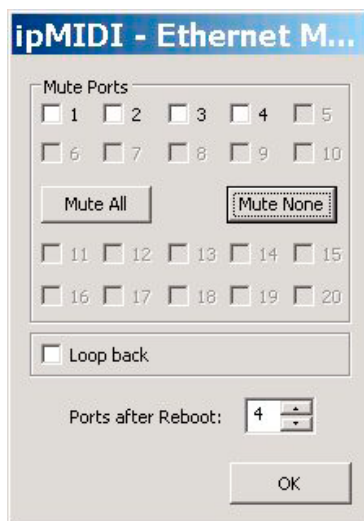 ipMIDI - Ethernet M...
Mute Ports
1 2 3 4 5
6 7 8 9 10
Mute All Mute None
11 12 13 14 15
16 17 18 19 20
Loop back
Ports after Reboot: 4
OK